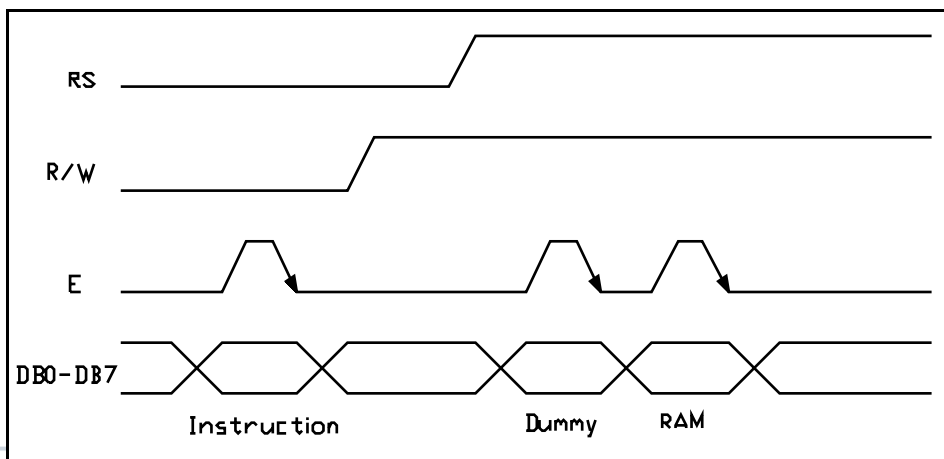 RS
R/W
E
DB0-DB7
Instruction
Dummy
RAM